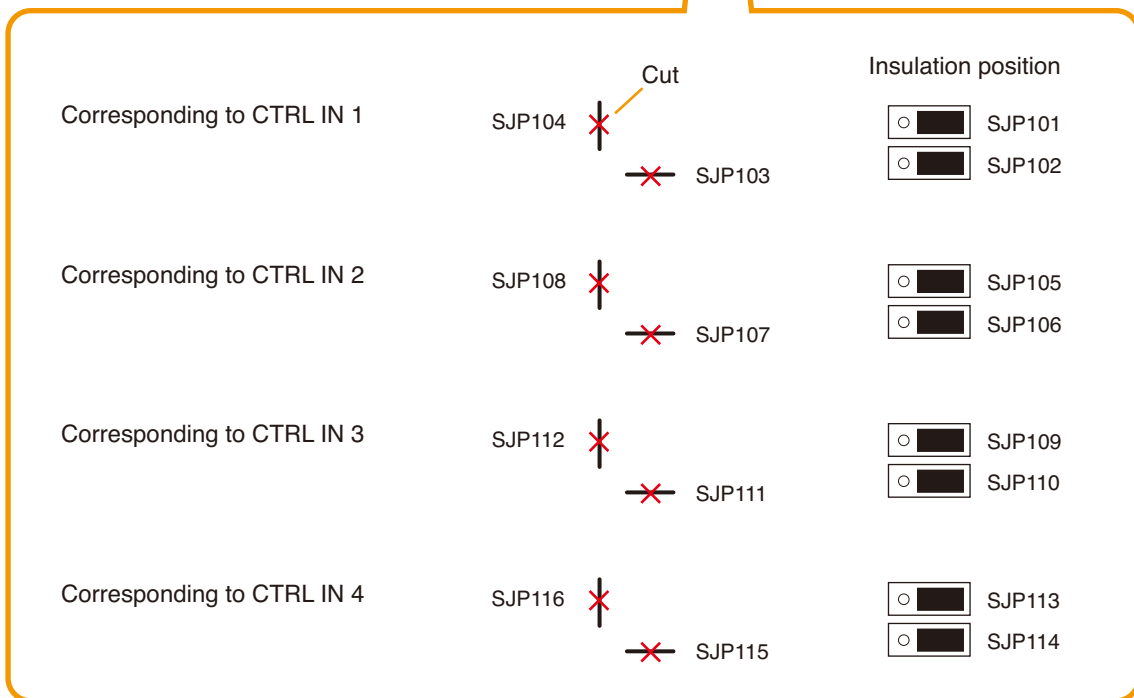 Cut
Insulation position
Corresponding to CTRL IN 1
SJP104
SJP103
SJP101
SJP102
Corresponding to CTRL IN 2
SJP108
SJP107
SJP105
SJP106
Corresponding to CTRL IN 3
SJP112
SJP111
SJP109
SJP110
Corresponding to CTRL IN 4
SJP116
SJP115
SJP113
SJP114